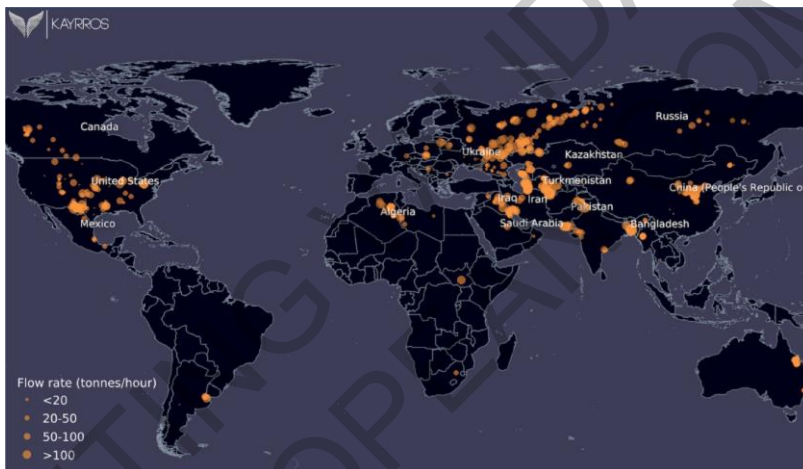 KAYRROS
Canada
Russia
Ukraine
Kazakhstan
United States
Turkmenistan
China (People's Republic o
Iraq
Iran
Pakistan
Algeria
Mexico
Saudi Arabia
Bangladesh
Flow rate (tonnes/hour)
<20
20-50
50-100
>100